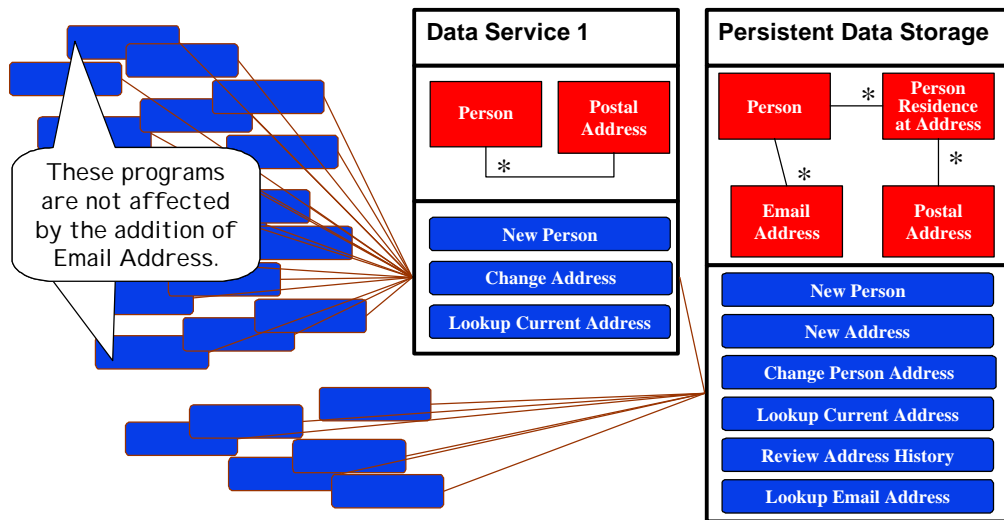 Data Service 1
Person
Postal
Address
*
New Person
Change Address
Lookup Current Address
Persistent Data Storage
Person
*
Person
Residence
at Address
*
*
Email
Address
Postal
Address
New Person
New Address
Change Person Address
Lookup Current Address
Review Address History
Lookup Email Address
These programs
are not affected
by the addition of
Email Address.